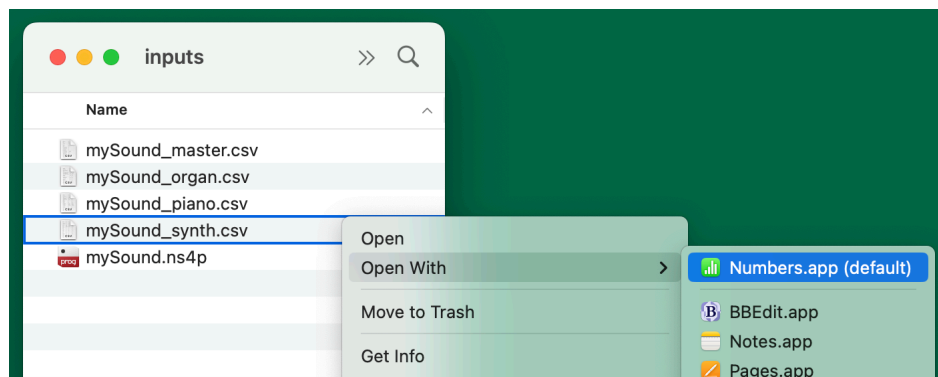 inputs
Name
mySound_master.csv
mySound_organ.csv
mySound_piano.csv
mySound_synth.csv
prog mySound.ns4p
Open
Open With
Move to Trash
Get Info
Numbers.app (default)
B BBEdit.app
Notes.app
Pages.app